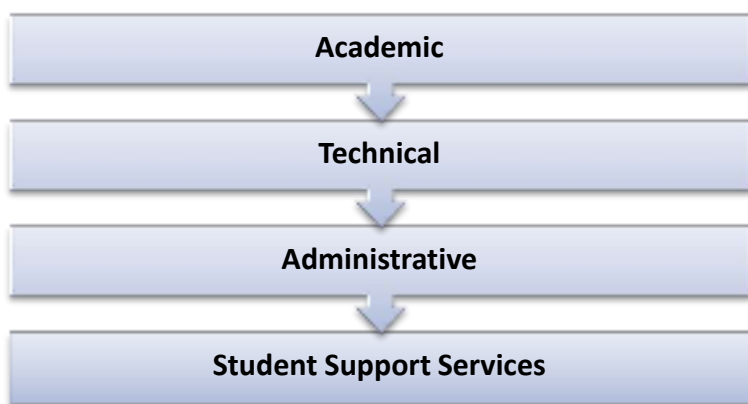 Academic
Technical
Administrative
Student Support Services